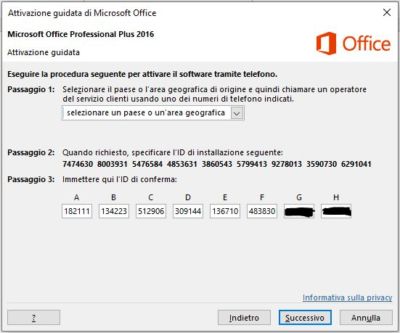 Attivazione guidata di Microsoft Office
Microsoft Office Professional Plus 2016
Attivazione guidata
Office
Eseguire la procedura seguente per attivare il software tramite telefono.
Passaggio 1: Selezionare il paese o l'area geografica di origine e quindi chiamare un operatore
del servizio clienti usando uno dei numeri di telefono indicati.
selezionare un paese o un'area geografica
Passaggio 2: Quando richiesto, specificare l'ID di installazione seguente:
7474630 8003931 5476584 4853631 3860543 5799413 9278013 3590730 6291041
Passaggio 3: Immettere qui l'ID di conferma:
A B C D E F G H
182111 134223 512906 309144 136710 483830
Informativa sulla privacy
? Indietro Successivo Annulla